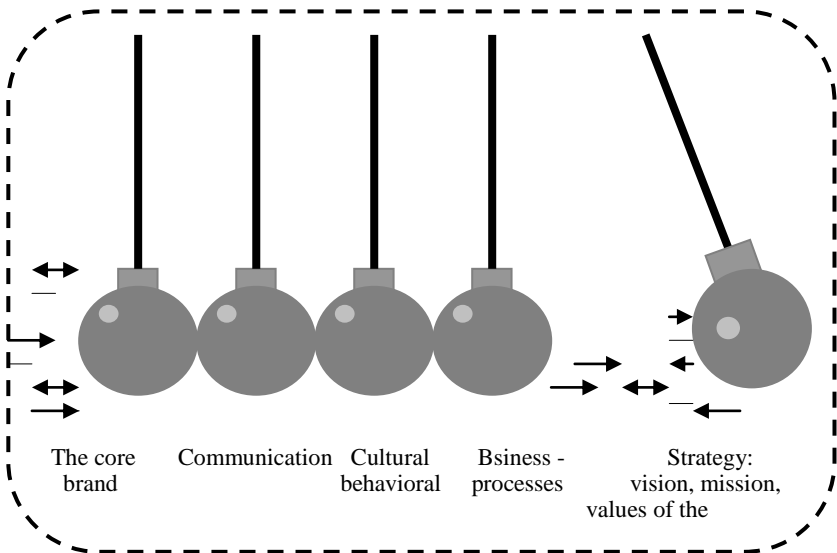 The core
brand
Communication
Cultural
behavioral
Bsiness -
processes
Strategy:
vision, mission,
values of the